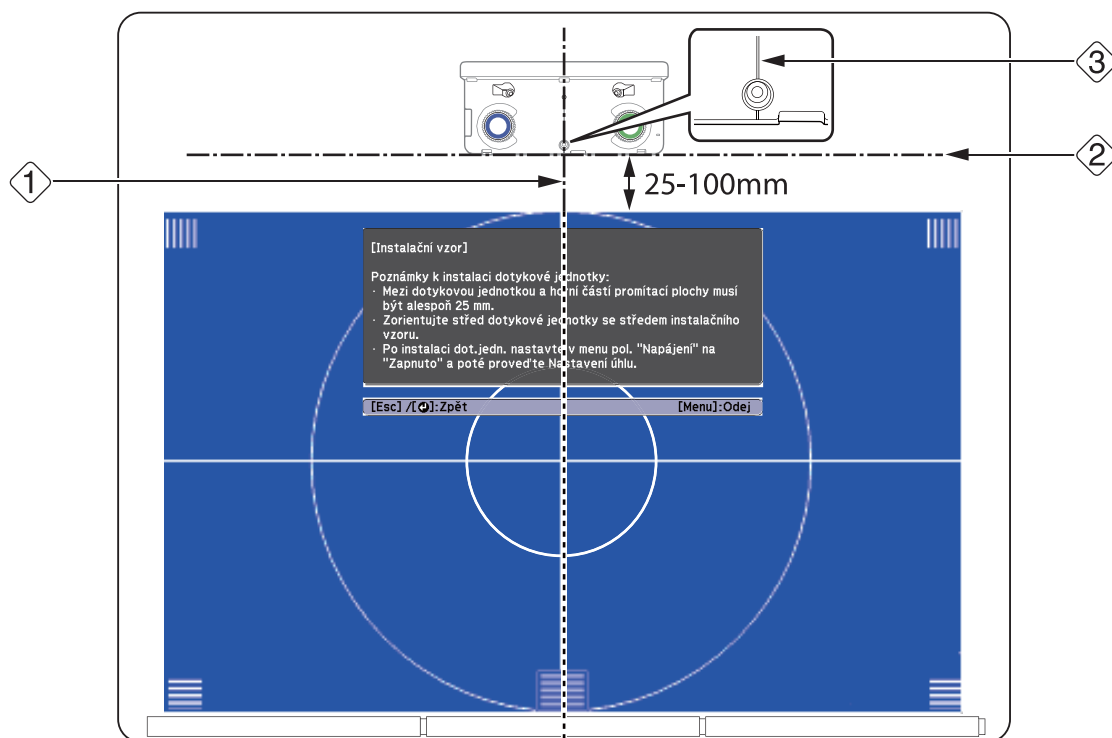 3
2
1
25-100mm
[Instalační vzor]
Poznámky k instalaci dotykové jednotky:
· Mezi dotykovou jednotkou a horní částí promítací plochy musí
být alespoň 25 mm.
· Zorientujte střed dotykové jednotky se středem instalačního
vzoru.
· Po instalaci dot.jedn. nastavte v menu pol. "Napájení" na
"Zapnuto" a poté proveďte Nastavení úhlu.
[Esc] /[⏎]:Zpět [Menu]:Odej